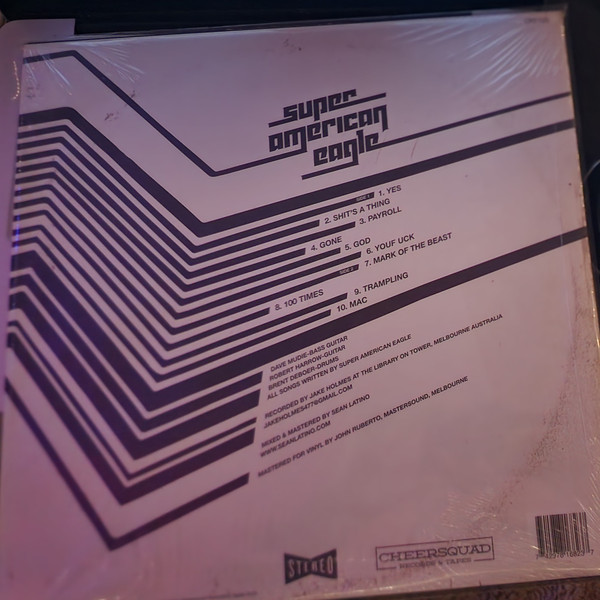 super
american
eagle
SIDE 1
1. YES
2. SHIT'S A THING
3. PAYROLL
4. GONE
5. GOD
6. YOUF UCK
7. MARK OF THE BEAST
8. 100 TIMES
9. TRAMPLING
10. MAC
DAVE MUDIE-BASS GUITAR
ROBERT HARROW-GUITAR
BRENT DEBOER-DRUMS
ALL SONGS WRITTEN BY SUPER AMERICAN EAGLE
RECORDED BY JAKE HOLMES AT THE LIBRARY ON TOWER, MELBOURNE AUSTRALIA
JAKEHOLMES477@GMAIL.COM
MIXED & MASTERED BY SEAN LATINO
WWW.SEANLATINO.COM
MASTERED FOR VINYL BY JOHN RUBERTO, MASTERSOUND, MELBOURNE
STEREO
CHEERSQUAD
RECORDS & TAPES